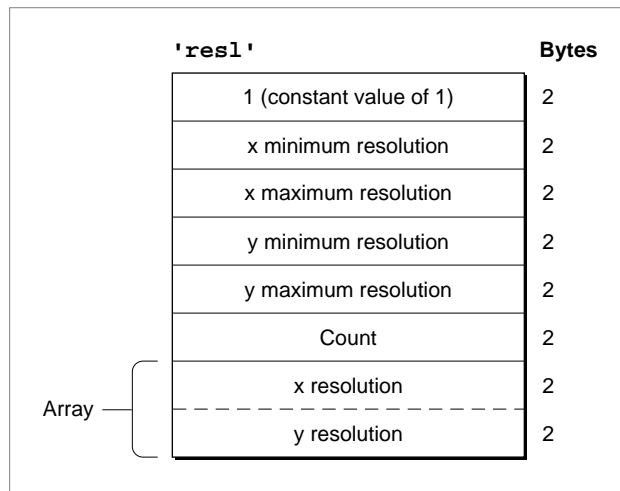 'resl' Bytes
1 (constant value of 1) 2
x minimum resolution 2
x maximum resolution 2
y minimum resolution 2
y maximum resolution 2
Count 2
x resolution 2
Array
y resolution 2